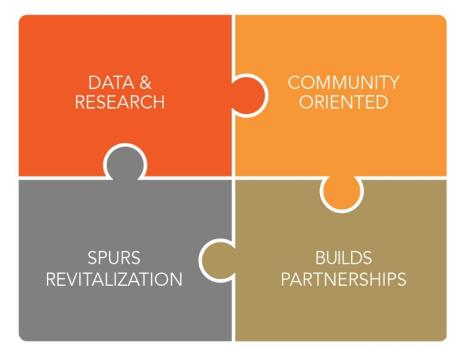 DATA &
RESEARCH
COMMUNITY
ORIENTED
SPURS
REVITALIZATION
BUILDS
PARTNERSHIPS